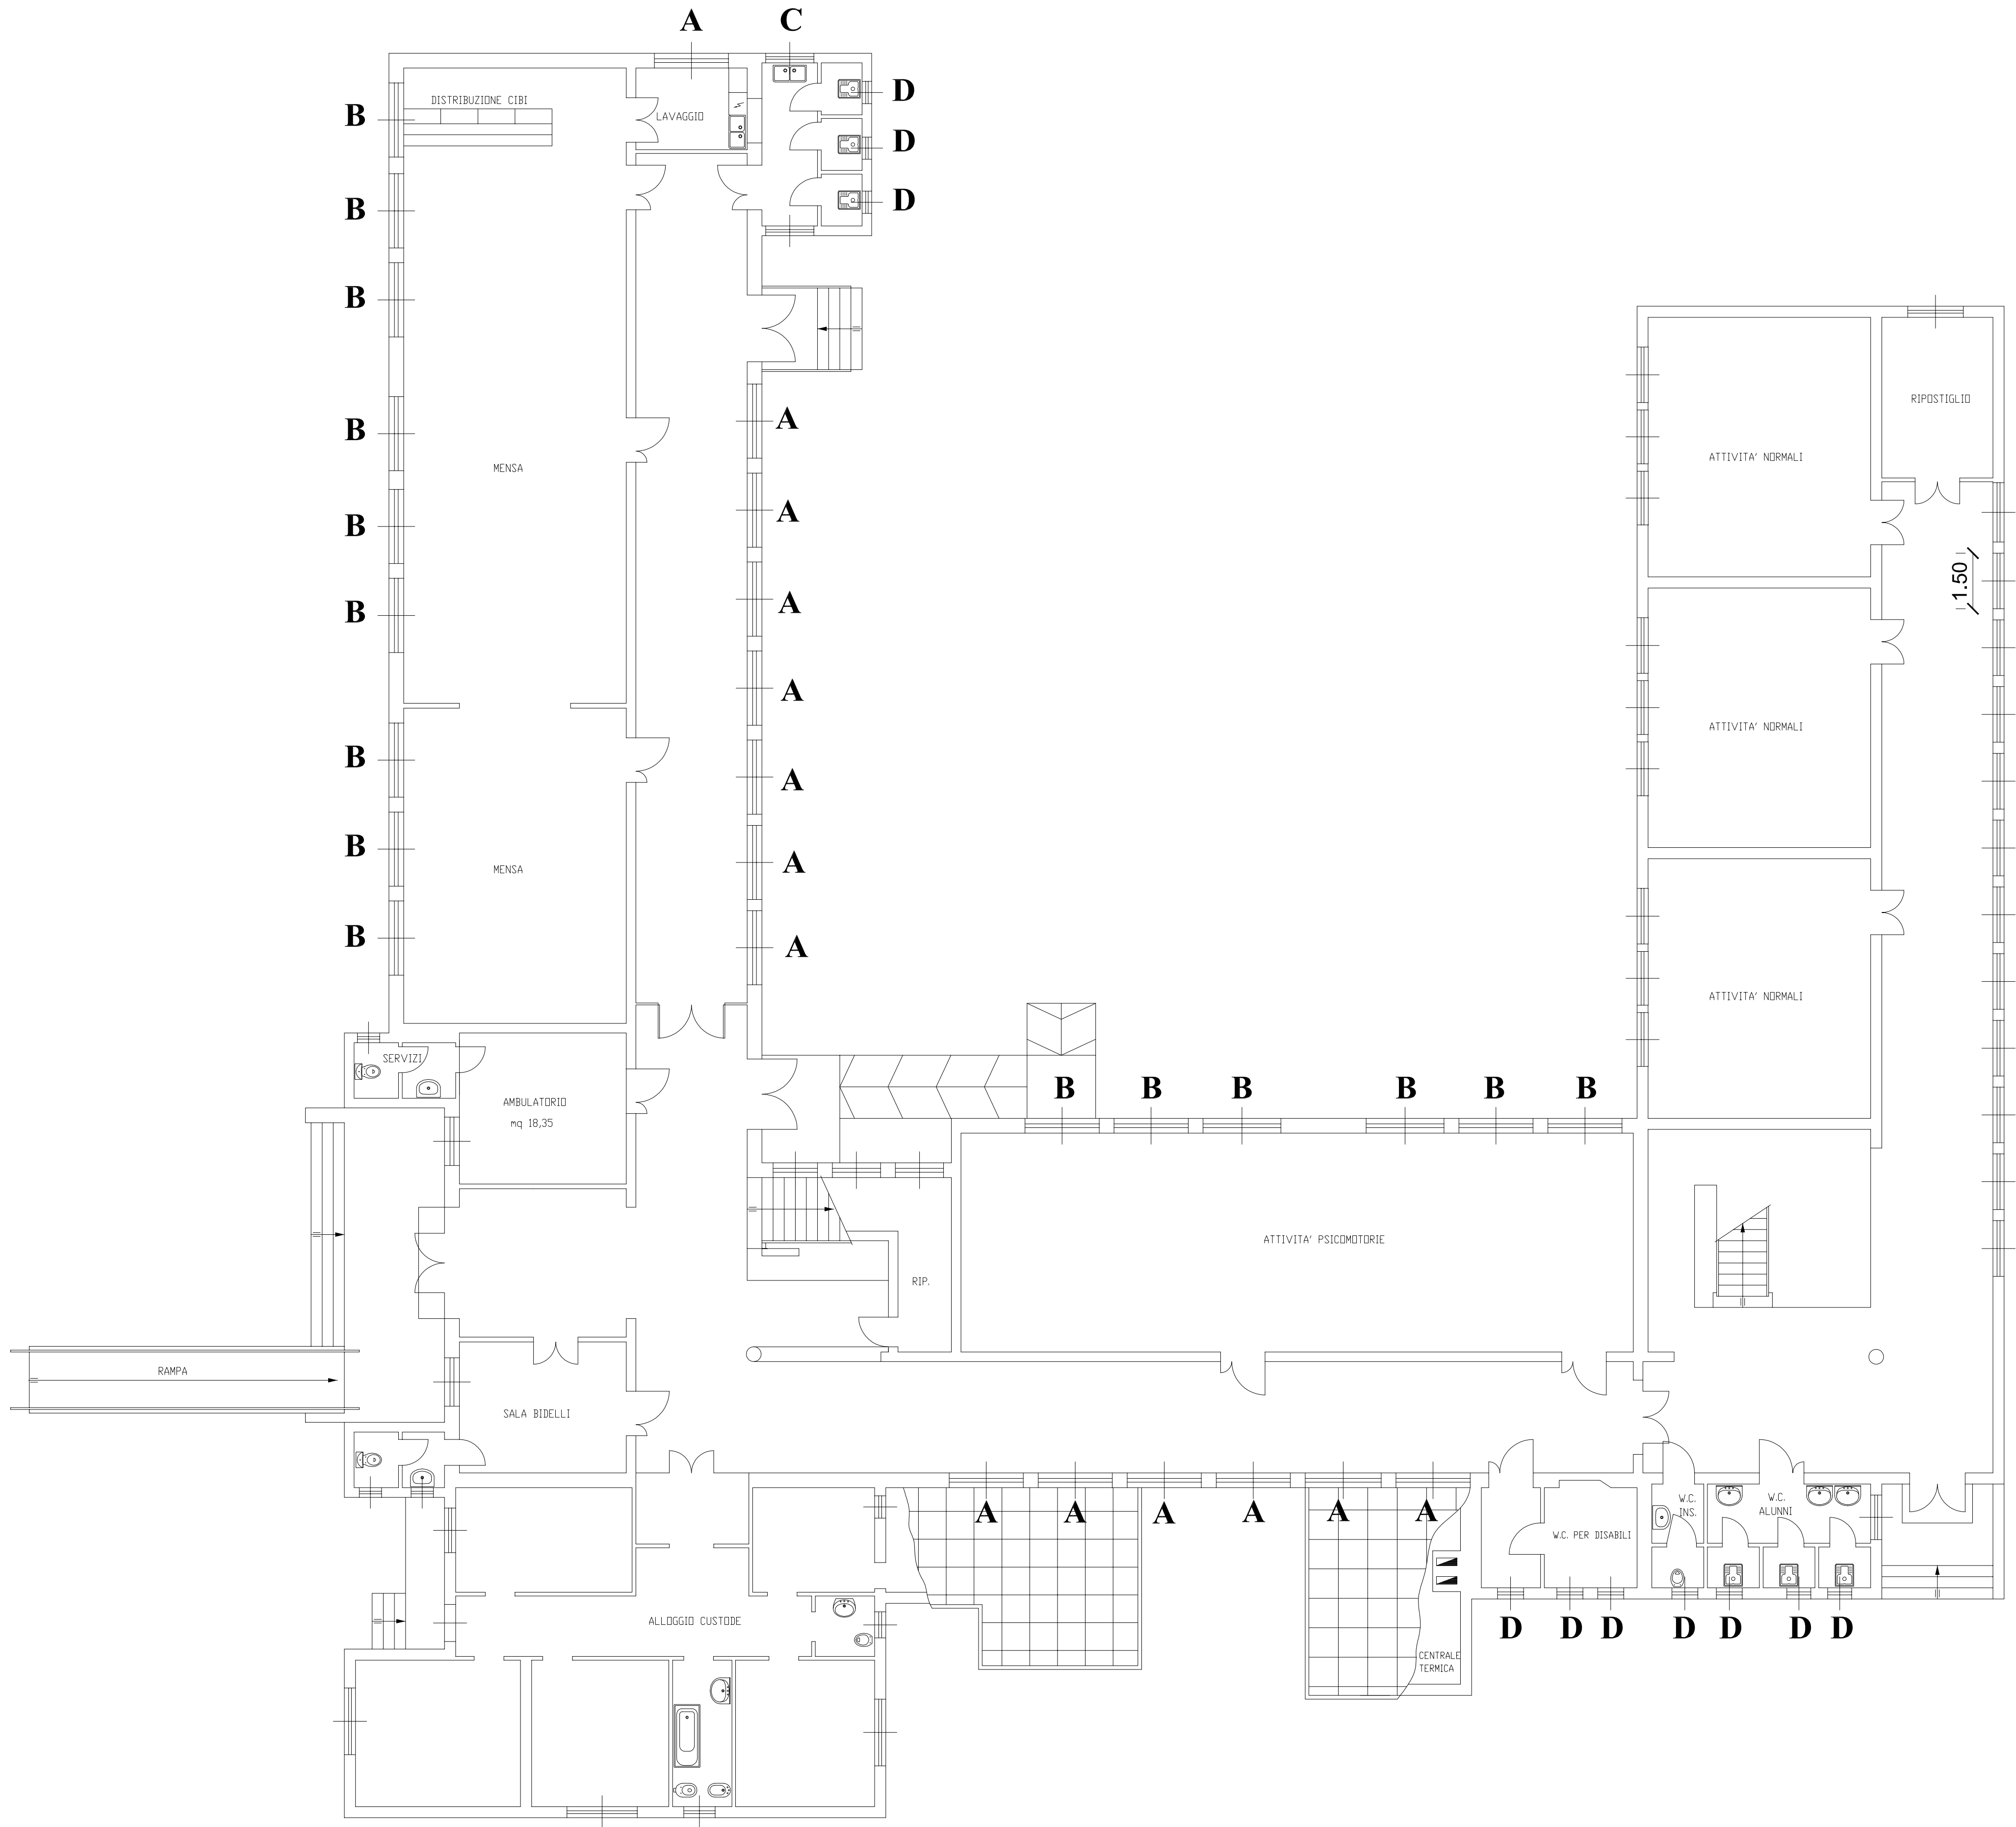 A C
D
DISTRIBUZIONE CIBI
B
LAVAGGIO
D
D
B
B
RIPOSTIGLIO
A
B
ATTIVITA' NORMALI
MENSA
A
B
1.50
A
B
A
ATTIVITA' NORMALI
B
A
B
A
MENSA
B
A
ATTIVITA' NORMALI
SERVIZI
B B B B B B
AMBULATORIO
mq 18,35
ATTIVITA' PSICOMOTORIE
RIP.
RAMPA
SALA BIDELLI
W.C.
INS.
W.C.
ALUNNI
A A A A A A
W.C. PER DISABILI
ALLOGGIO CUSTODE
D D D D D D D
CENTRALE
TERMICA